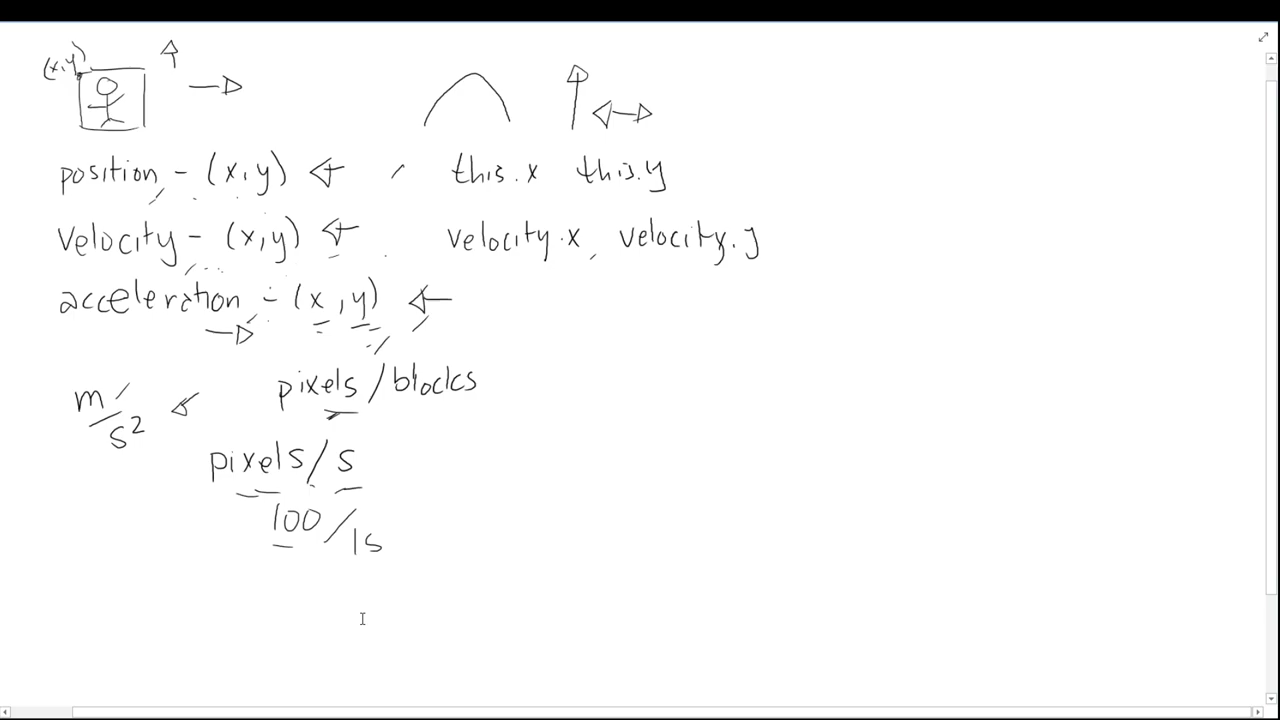 (x,y)
position - (x,y) this.x this.y
velocity - (x,y) velocity.x, velocity.y
acceleration - (x,y)
pixels/blocks
m/s²
pixels/s
100/1s